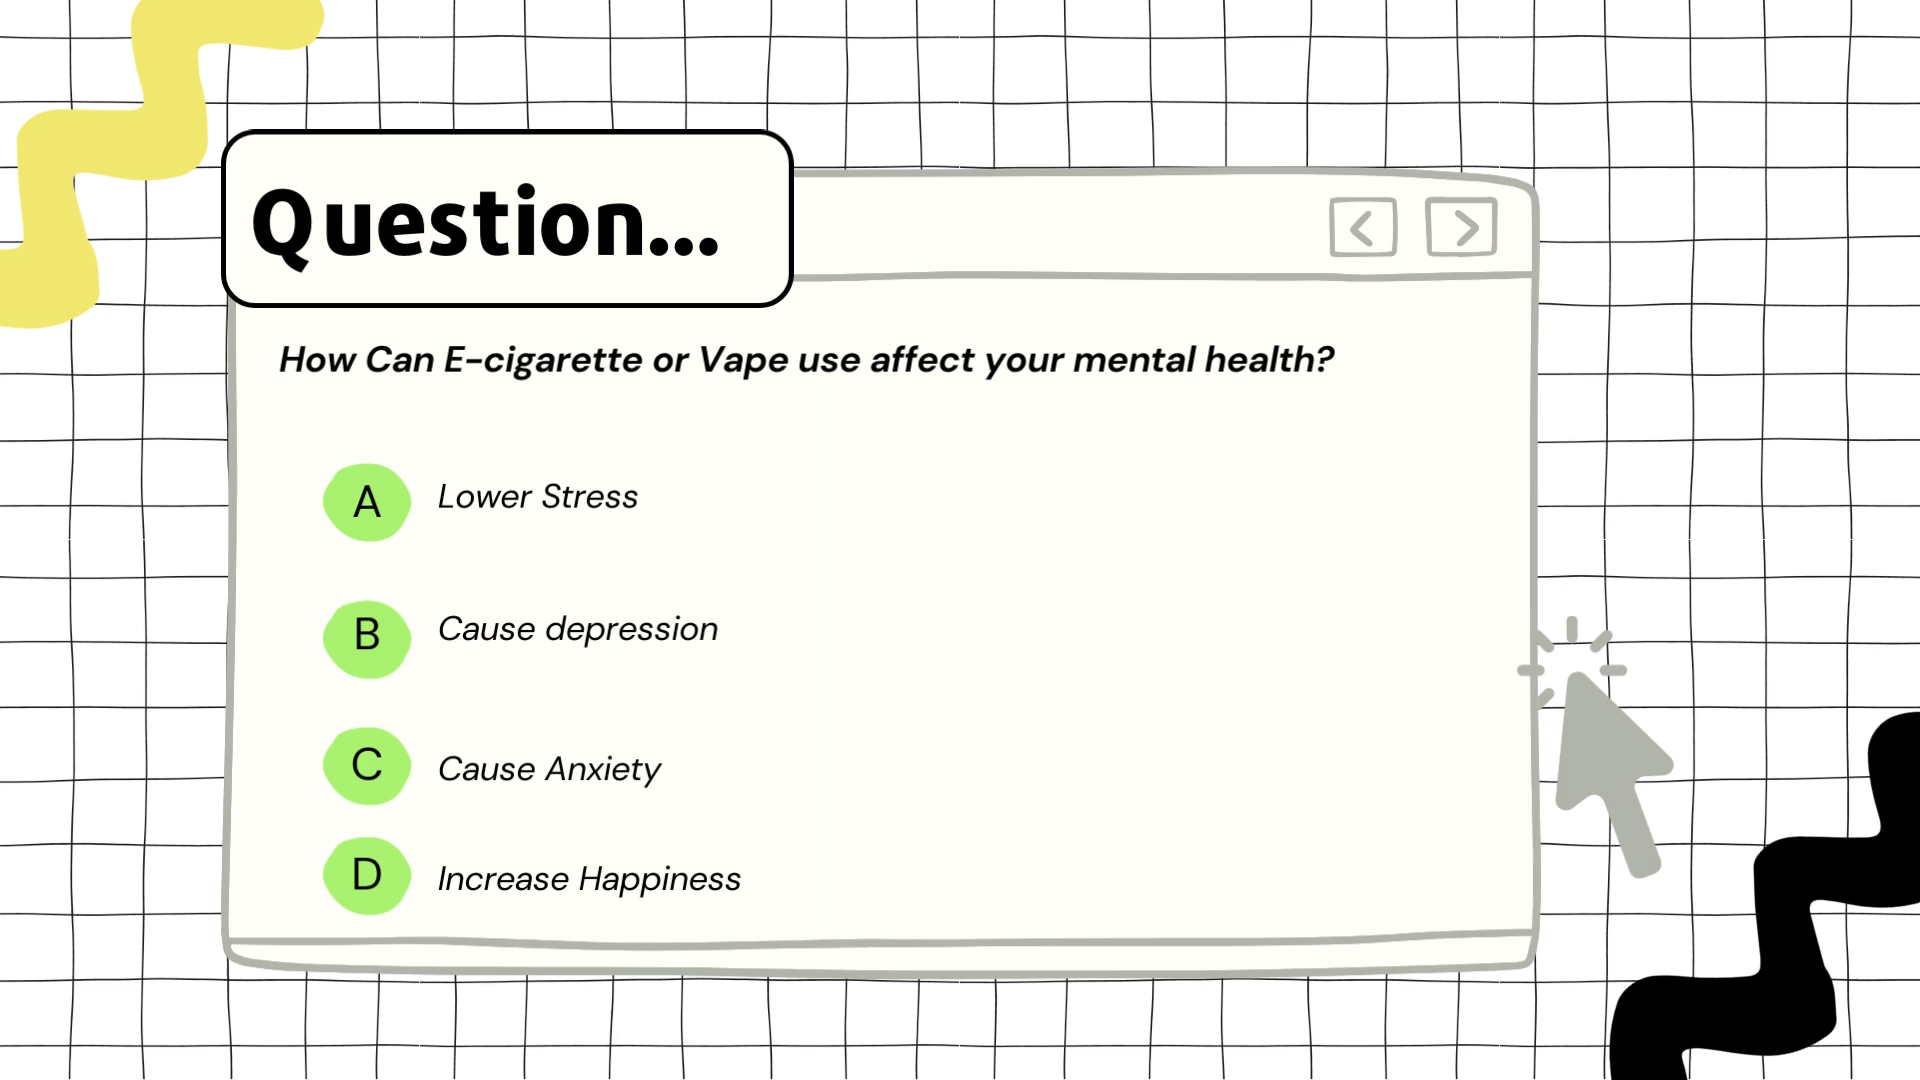 Question...
How Can E-cigarette or Vape use affect your mental health?
A Lower Stress
B Cause depression
C Cause Anxiety
D Increase Happiness